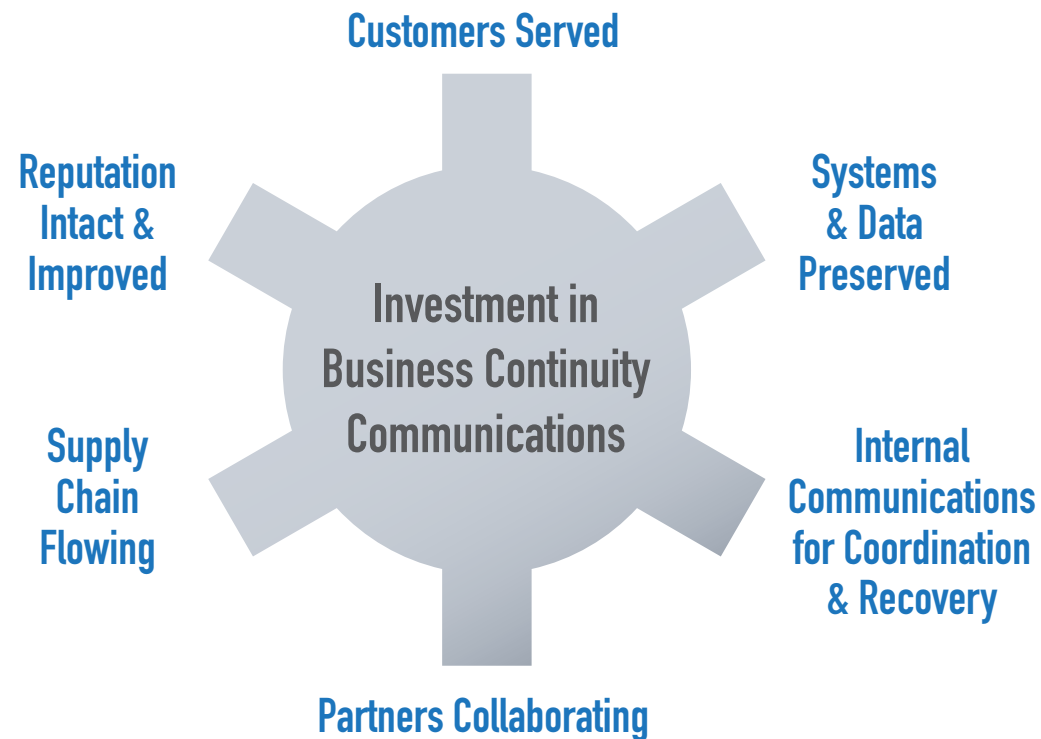 Customers Served
Reputation
Intact &
Improved
Systems
& Data
Preserved
Investment in
Business Continuity
Communications
Supply
Chain
Flowing
Internal
Communications
for Coordination
& Recovery
Partners Collaborating